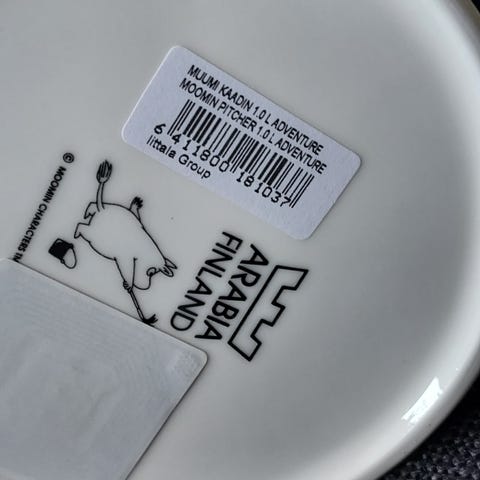 MUUMI KAADIN 1.0 L ADVENTURE
MOOMIN PITCHER 1.0 L ADVENTURE
6 411800 181037
Iittala Group
© MOOMIN CHARACTERS
ARABIA
FINLAND